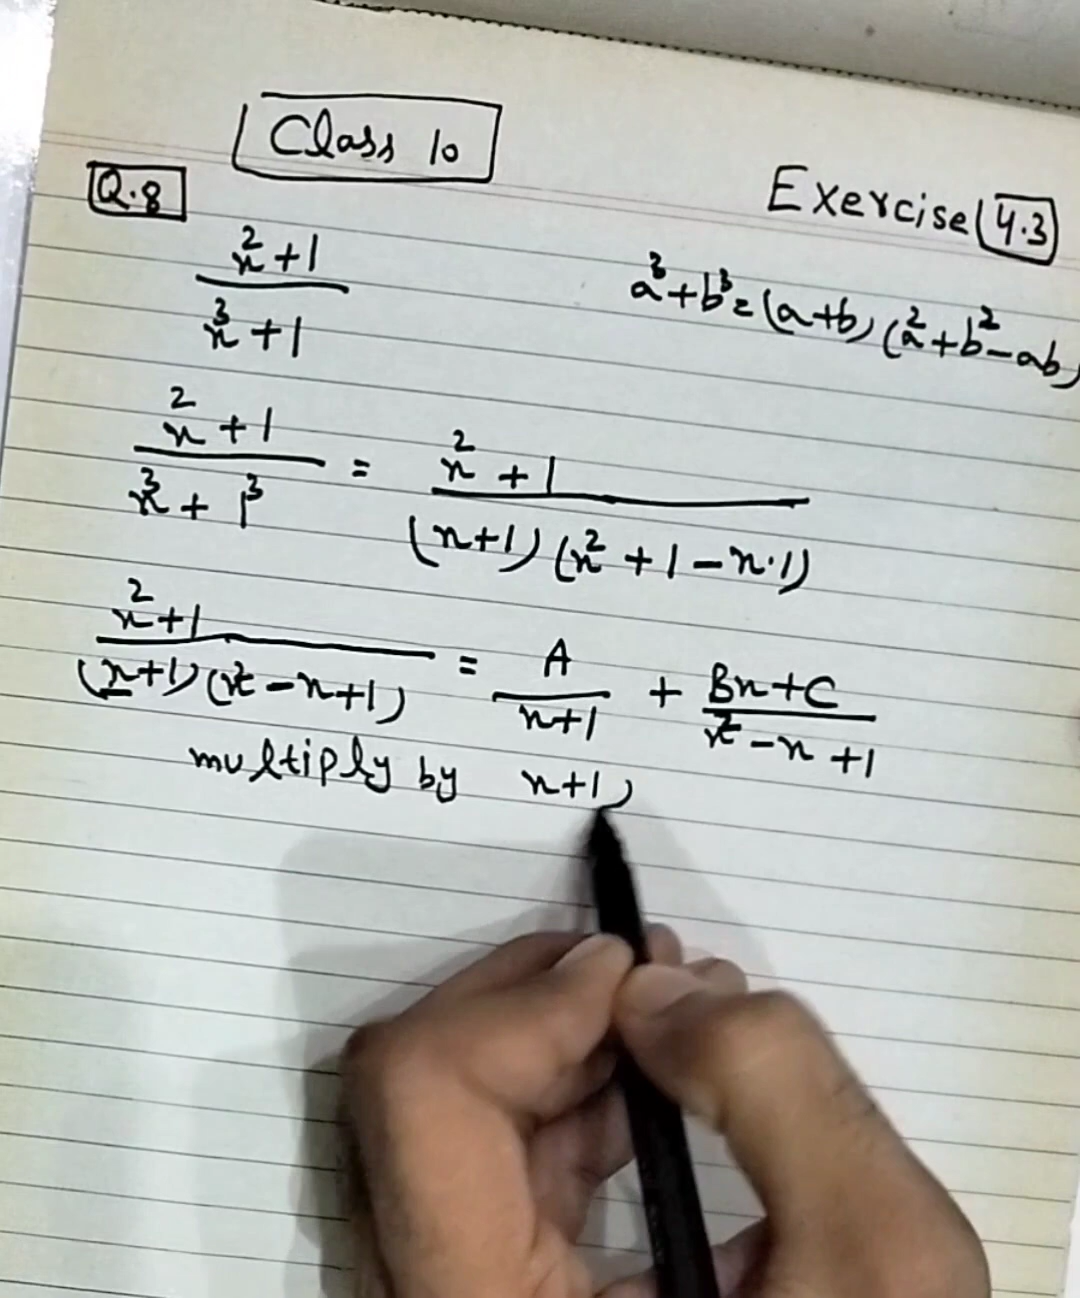 Class 10
Q.8
Exercise 4.3
x²+1 / x³+1
a³+b³=(a+b)(a²+b²-ab)
x²+1 / x³+1³ = x²+1 / (x+1)(x²+1-x·1)
x²+1 / (x+1)(x²-x+1) = A / x+1 + Bx+C / x²-x+1
multiply by x+1)